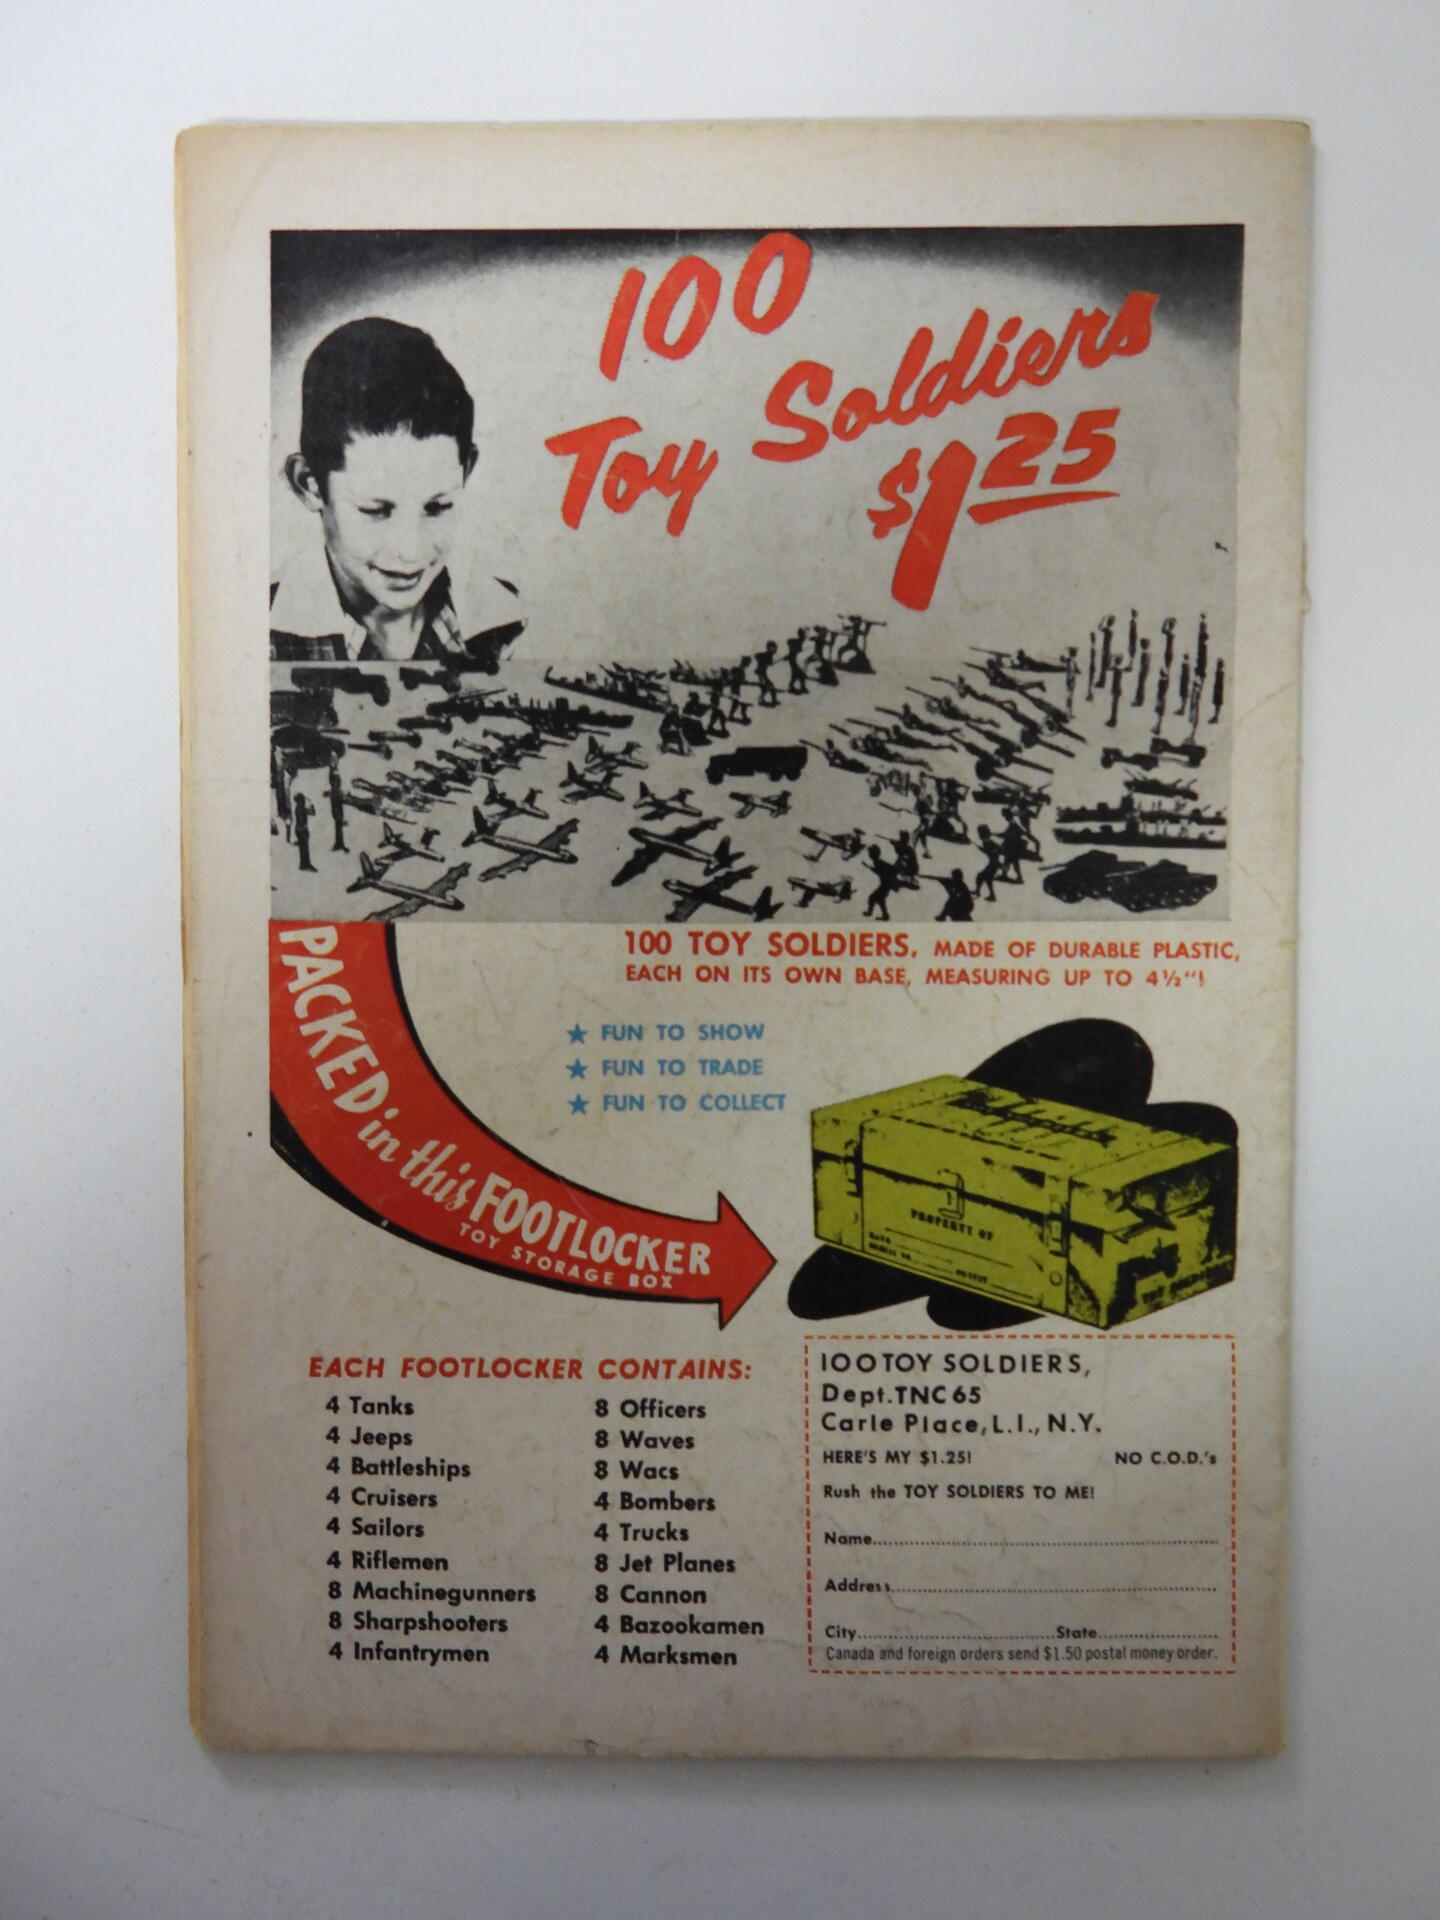 100
Toy Soldiers
$1.25
100 TOY SOLDIERS, MADE OF DURABLE PLASTIC,
EACH ON ITS OWN BASE, MEASURING UP TO 4½"!
PACKED in this FOOTLOCKER
TOY STORAGE BOX
★ FUN TO SHOW
★ FUN TO TRADE
★ FUN TO COLLECT
PROPERTY OF
EACH FOOTLOCKER CONTAINS:
4 Tanks
4 Jeeps
4 Battleships
4 Cruisers
4 Sailors
4 Riflemen
8 Machinegunners
8 Sharpshooters
4 Infantrymen
8 Officers
8 Waves
8 Wacs
4 Bombers
4 Trucks
8 Jet Planes
8 Cannon
4 Bazookamen
4 Marksmen
100 TOY SOLDIERS,
Dept. TNC 65
Carle Place, L.I., N.Y.
HERE'S MY $1.25! NO C.O.D.'s
Rush the TOY SOLDIERS TO ME!
Name
Address
City State
Canada and foreign orders send $1.50 postal money order.